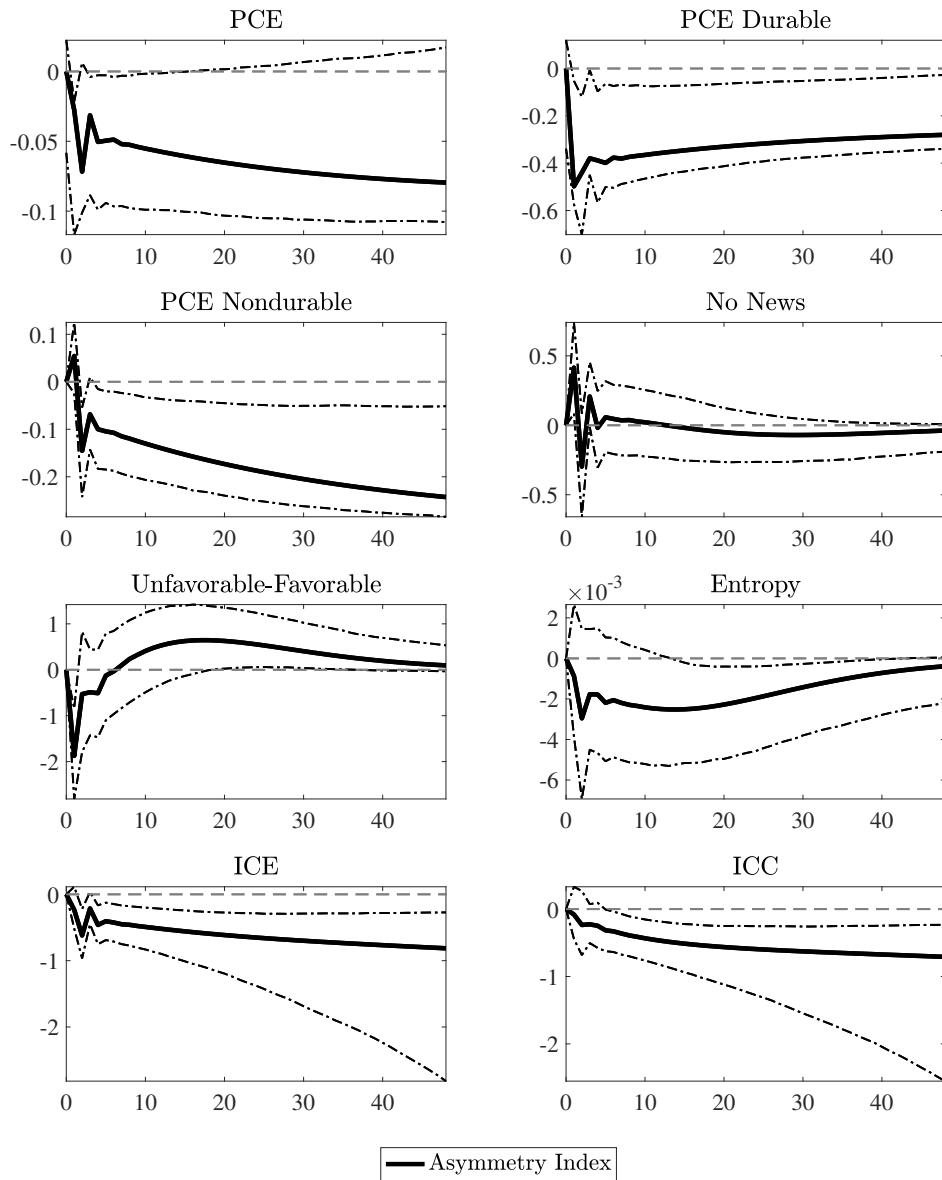 PCE
0
-0.05
-0.1
0 10 20 30 40
PCE Durable
0
-0.2
-0.4
-0.6
0 10 20 30 40
PCE Nondurable
0.1
0
-0.1
-0.2
0 10 20 30 40
No News
0.5
0
-0.5
0 10 20 30 40
Unfavorable-Favorable
1
0
-1
-2
0 10 20 30 40
Entropy
×10⁻³
2
0
-2
-4
-6
0 10 20 30 40
ICE
0
-1
-2
0 10 20 30 40
ICC
0
-1
-2
0 10 20 30 40
Asymmetry Index